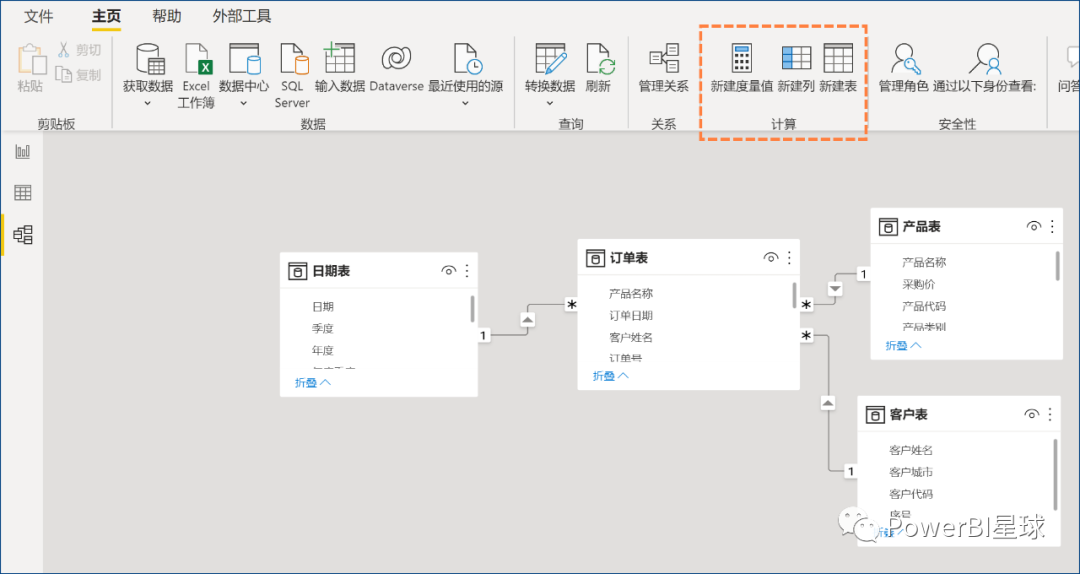 文件 主页 帮助 外部工具
粘贴
剪切
复制
剪贴板
获取数据
Excel
工作簿
数据中心
SQL
Server
输入数据
Dataverse
最近使用的源
数据
转换数据
刷新
查询
管理关系
关系
新建度量值
新建列
新建表
计算
管理角色
通过以下身份查看:
安全性
问答
日期表
日期
季度
年度
折叠
1
*
订单表
产品名称
订单日期
客户姓名
订单号
折叠
*
*
1
产品表
产品名称
采购价
产品代码
产品类别
折叠
1
客户表
客户姓名
客户城市
客户代码
序号
折叠
PowerBI星球